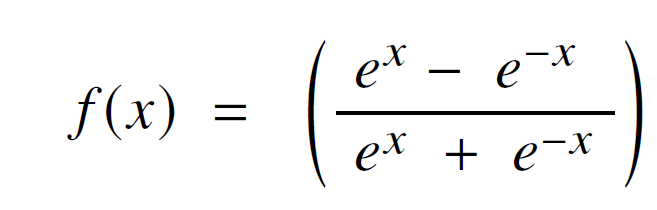 f(x) = ( (e^x − e^−x) / (e^x + e^−x) )